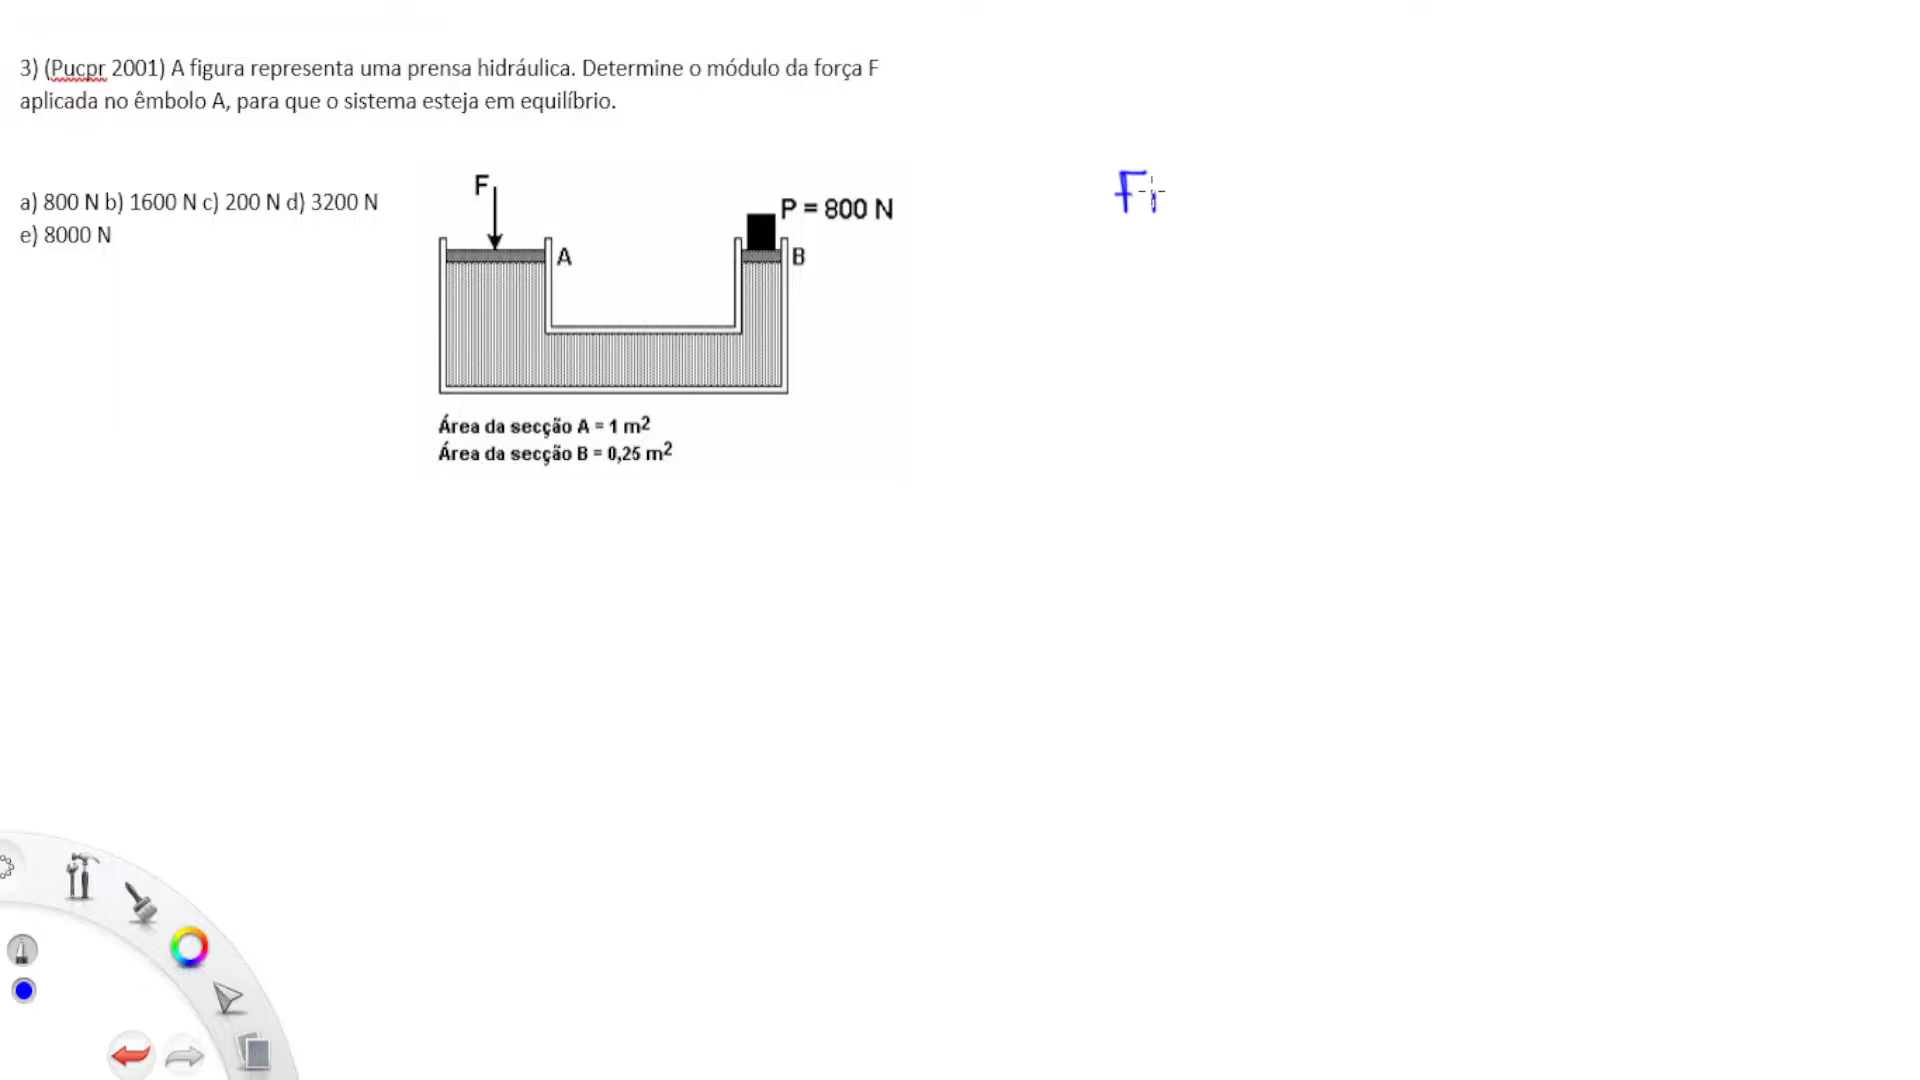 3) (Pucpr 2001) A figura representa uma prensa hidráulica. Determine o módulo da força F
aplicada no êmbolo A, para que o sistema esteja em equilíbrio.
a) 800 N b) 1600 N c) 200 N d) 3200 N
e) 8000 N
F
P = 800 N
A
B
Área da secção A = 1 m²
Área da secção B = 0,25 m²
F